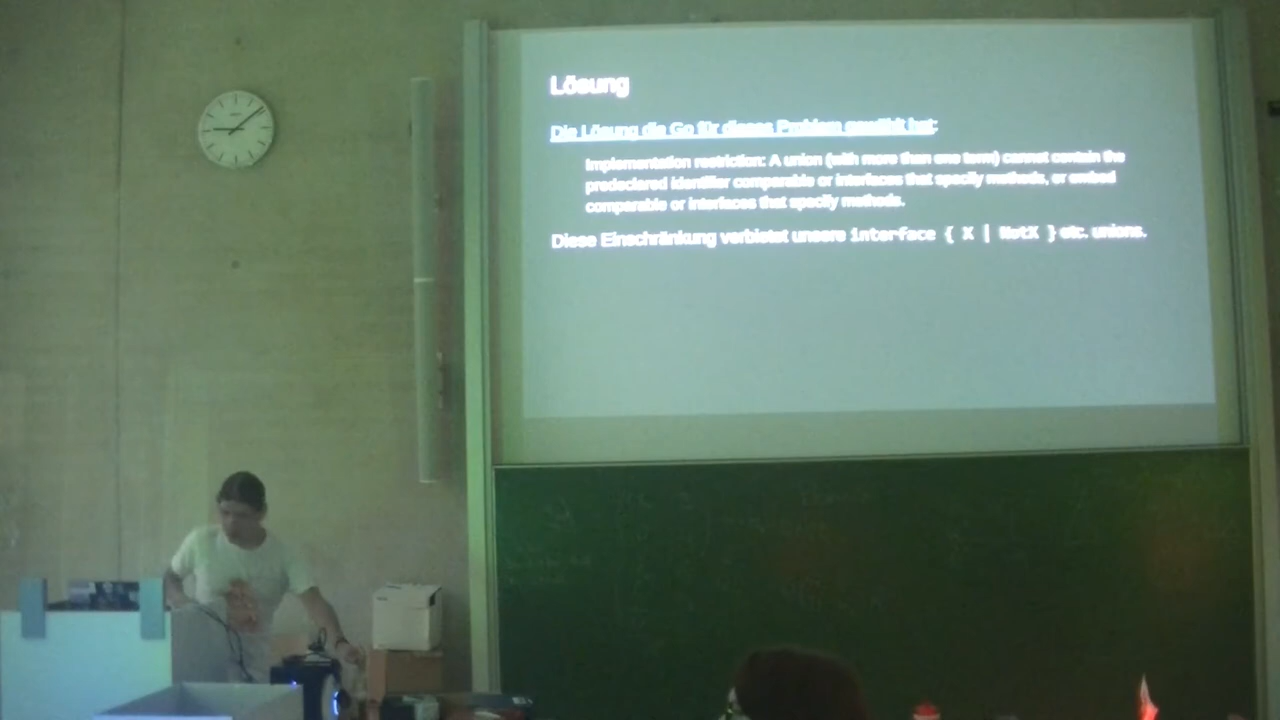 Lösung
Die Lösung die Go für dieses Problem gewählt hat:
Implementation restriction: A union (with more than one term) cannot contain the
predeclared identifier comparable or interfaces that specify methods, or embed
comparable or interfaces that specify methods.
Diese Einschränkung verbietet unsere interface { X | NotX } etc. unions.